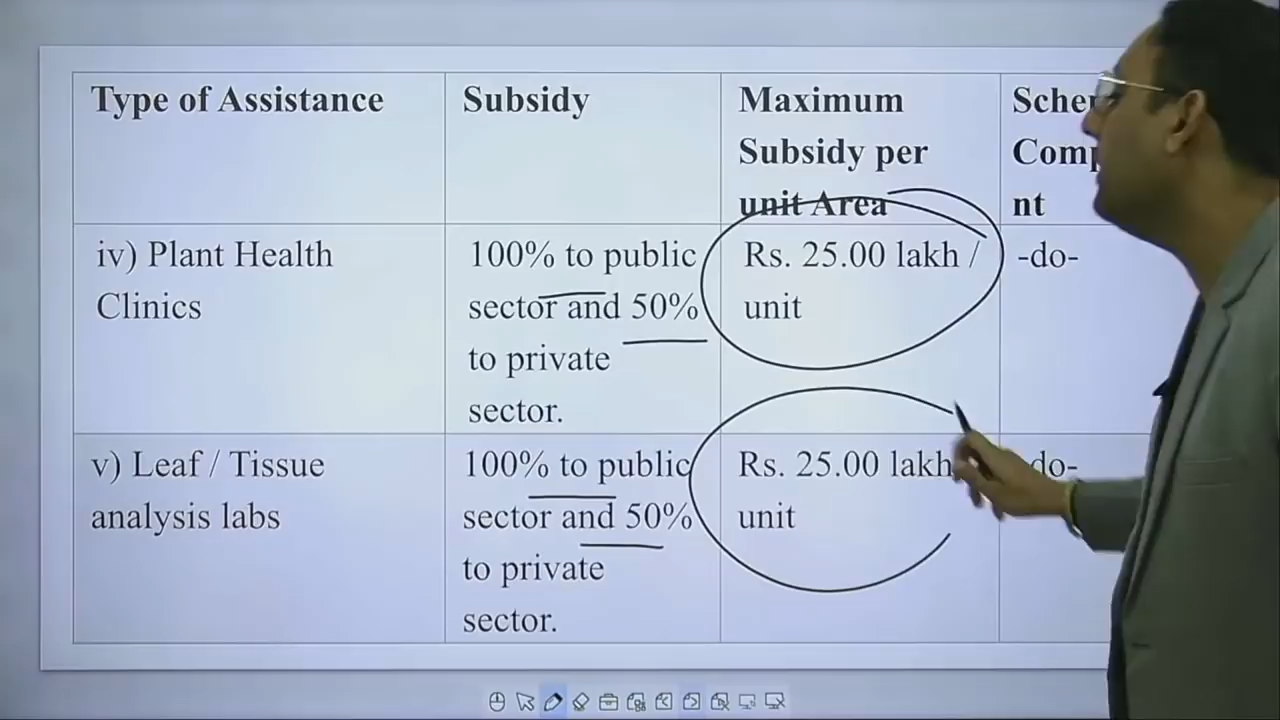 Type of Assistance
Subsidy
Maximum
Subsidy per
unit Area
nt
iv) Plant Health
Clinics
100% to public
sector and 50%
to private
sector.
Rs. 25.00 lakh /
unit
-do-
v) Leaf / Tissue
analysis labs
100% to public
sector and 50%
to private
sector.
Rs. 25.00 lakh
unit
do-